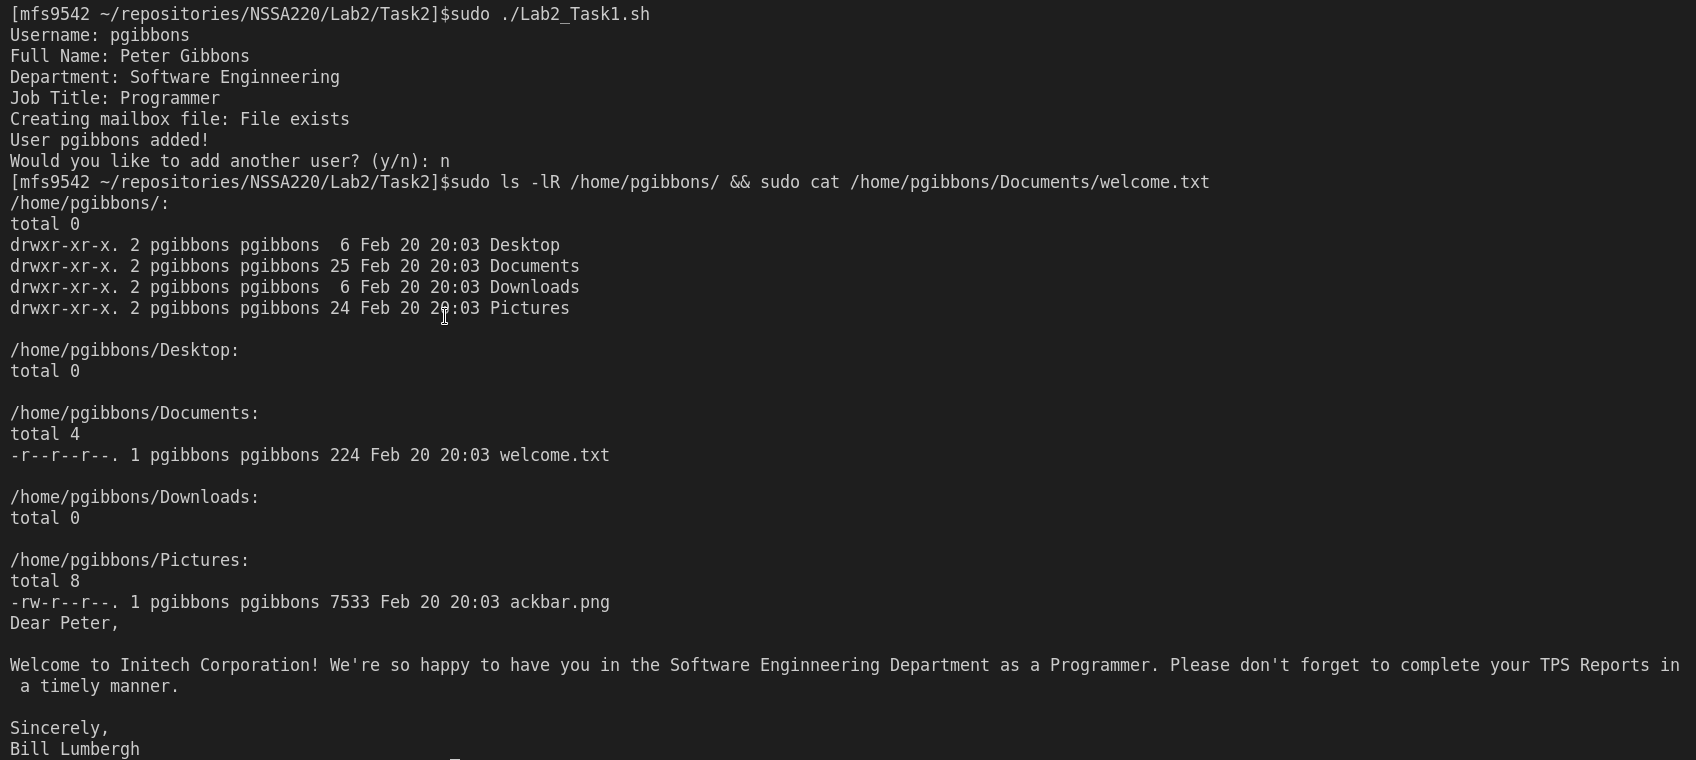 [mfs9542 ~/repositories/NSSA220/Lab2/Task2]$sudo ./Lab2_Task1.sh
Username: pgibbons
Full Name: Peter Gibbons
Department: Software Enginneering
Job Title: Programmer
Creating mailbox file: File exists
User pgibbons added!
Would you like to add another user? (y/n): n
[mfs9542 ~/repositories/NSSA220/Lab2/Task2]$sudo ls -lR /home/pgibbons/ && sudo cat /home/pgibbons/Documents/welcome.txt
/home/pgibbons/:
total 0
drwxr-xr-x. 2 pgibbons pgibbons  6 Feb 20 20:03 Desktop
drwxr-xr-x. 2 pgibbons pgibbons 25 Feb 20 20:03 Documents
drwxr-xr-x. 2 pgibbons pgibbons  6 Feb 20 20:03 Downloads
drwxr-xr-x. 2 pgibbons pgibbons 24 Feb 20 20:03 Pictures

/home/pgibbons/Desktop:
total 0

/home/pgibbons/Documents:
total 4
-r--r--r--. 1 pgibbons pgibbons 224 Feb 20 20:03 welcome.txt

/home/pgibbons/Downloads:
total 0

/home/pgibbons/Pictures:
total 8
-rw-r--r--. 1 pgibbons pgibbons 7533 Feb 20 20:03 ackbar.png
Dear Peter,

Welcome to Initech Corporation! We're so happy to have you in the Software Enginneering Department as a Programmer. Please don't forget to complete your TPS Reports in
 a timely manner.

Sincerely,
Bill Lumbergh